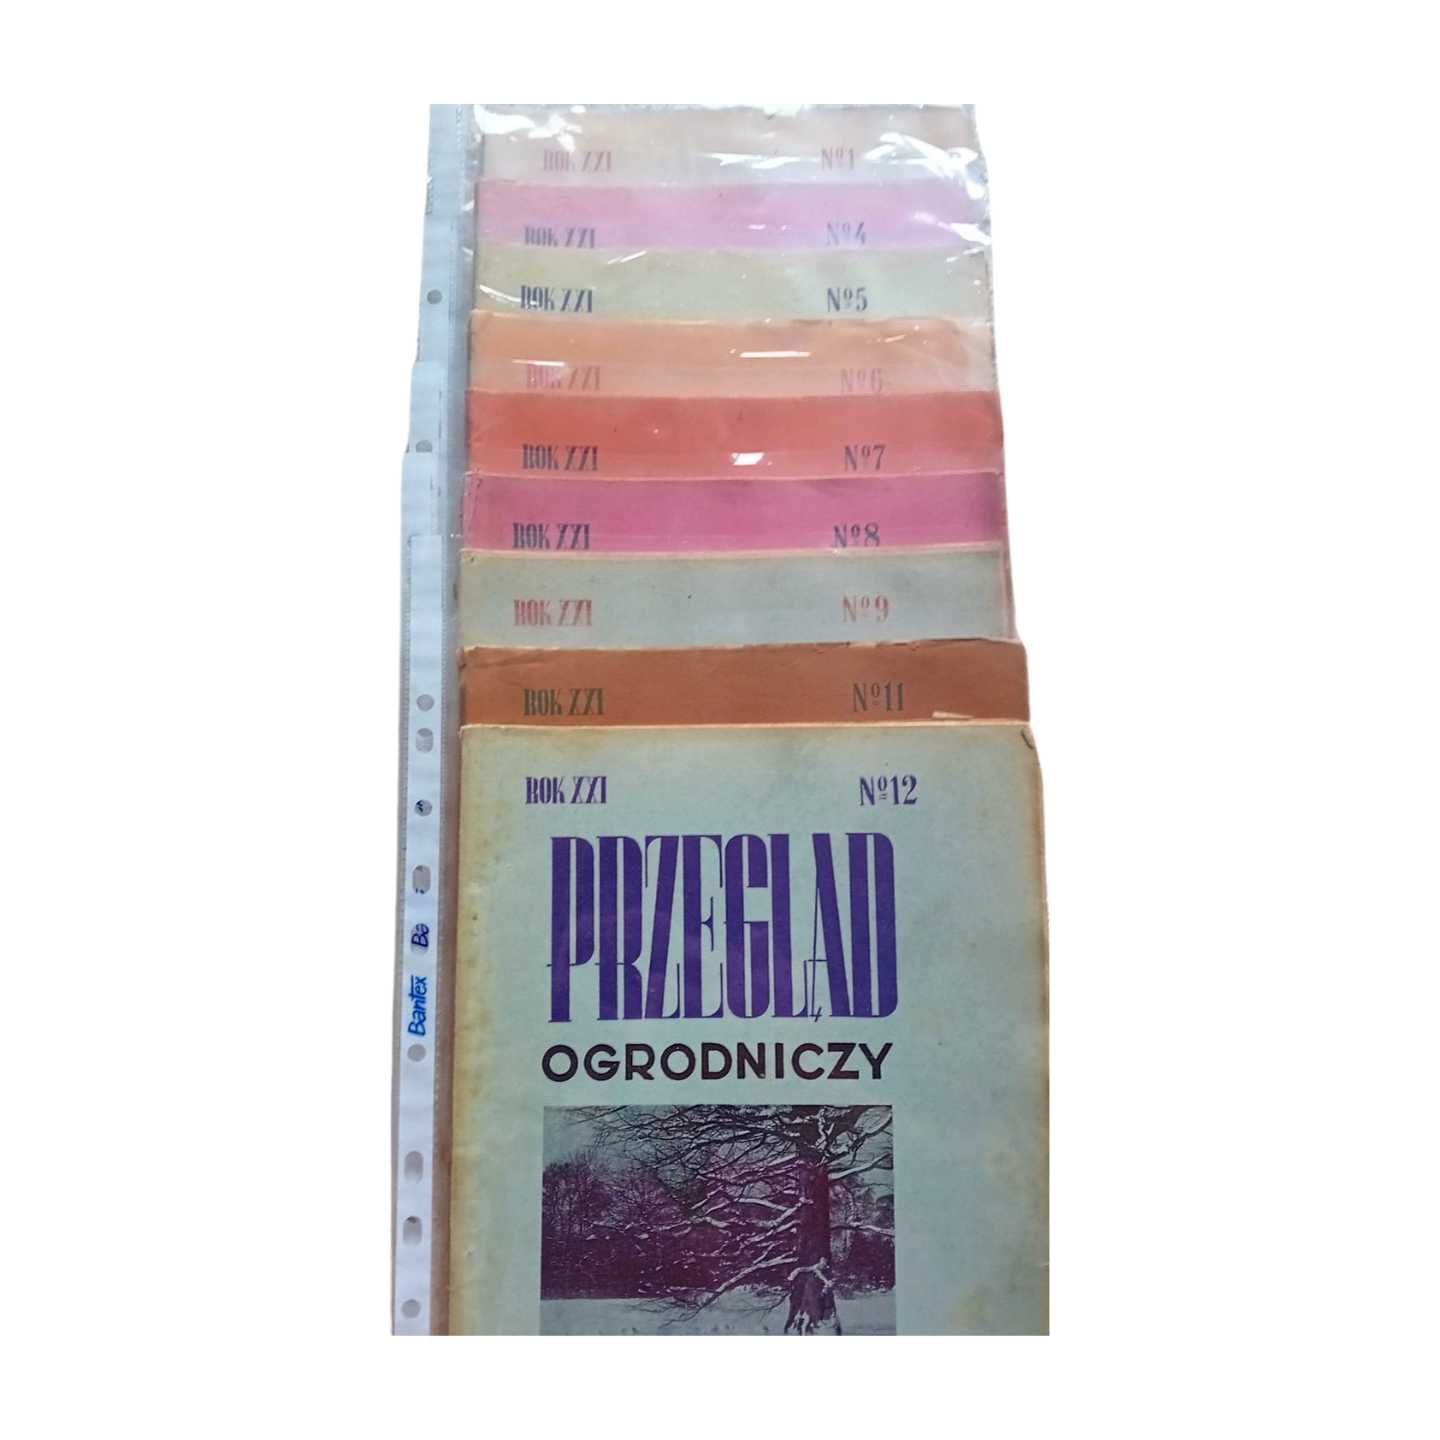 ROK XXI Nº1
ROK XXI Nº4
ROK XXI Nº5
ROK XXI Nº6
ROK XXI Nº7
ROK XXI Nº8
ROK XXI Nº9
ROK XXI Nº11
ROK XXI Nº12
PRZEGLĄD
OGRODNICZY
Bantex Ba